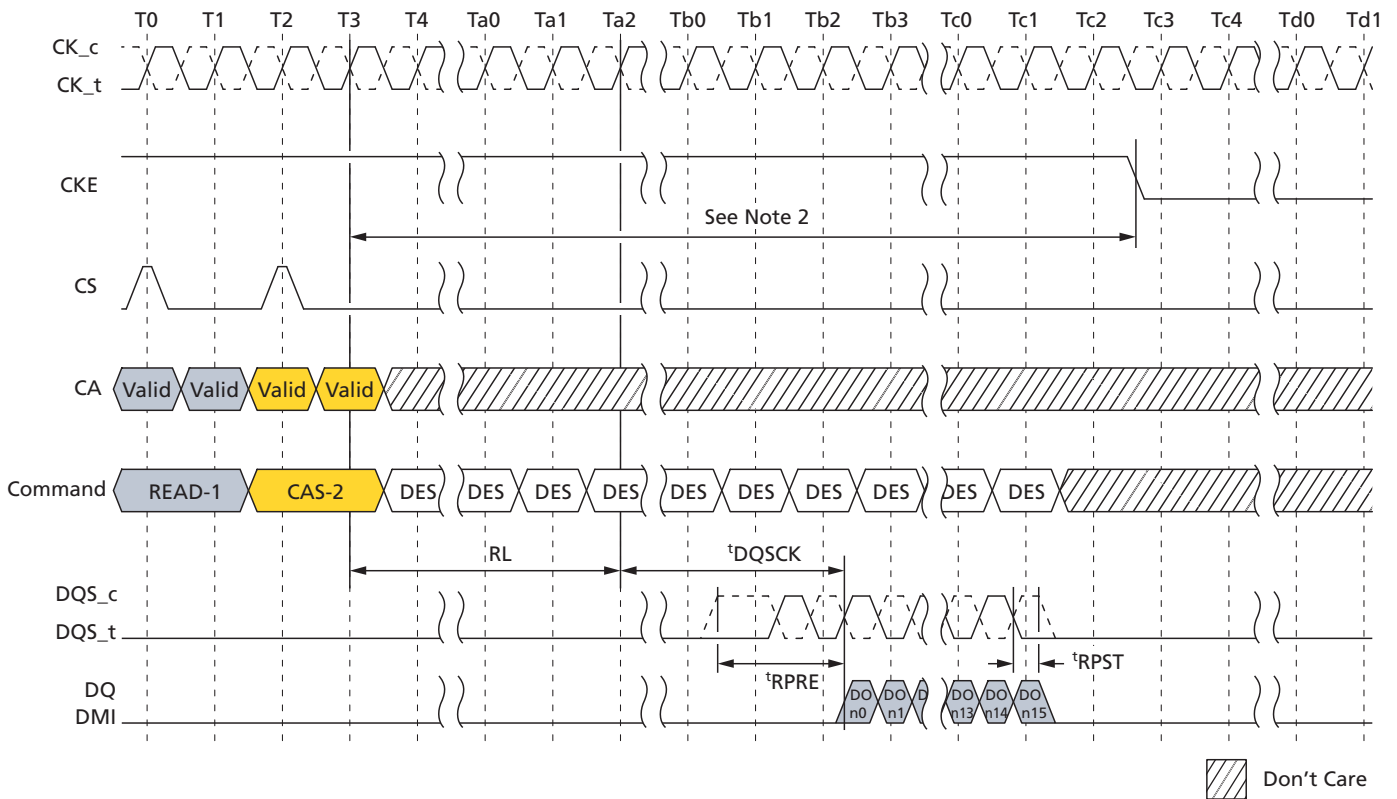 T0 T1 T2 T3 T4 Ta0 Ta1 Ta2 Tb0 Tb1 Tb2 Tb3 Tc0 Tc1 Tc2 Tc3 Tc4 Td0 Td1
CK_c
CK_t
CKE
See Note 2
CS
CA Valid Valid Valid Valid
Command READ-1 CAS-2 DES DES DES DES DES DES DES DES DES DES
RL tDQSCK
DQS_c
DQS_t
tRPRE tRPST
DQ
DMI
DO n0 DO n1 D DO n13 DO n14 DO n15
Don't Care